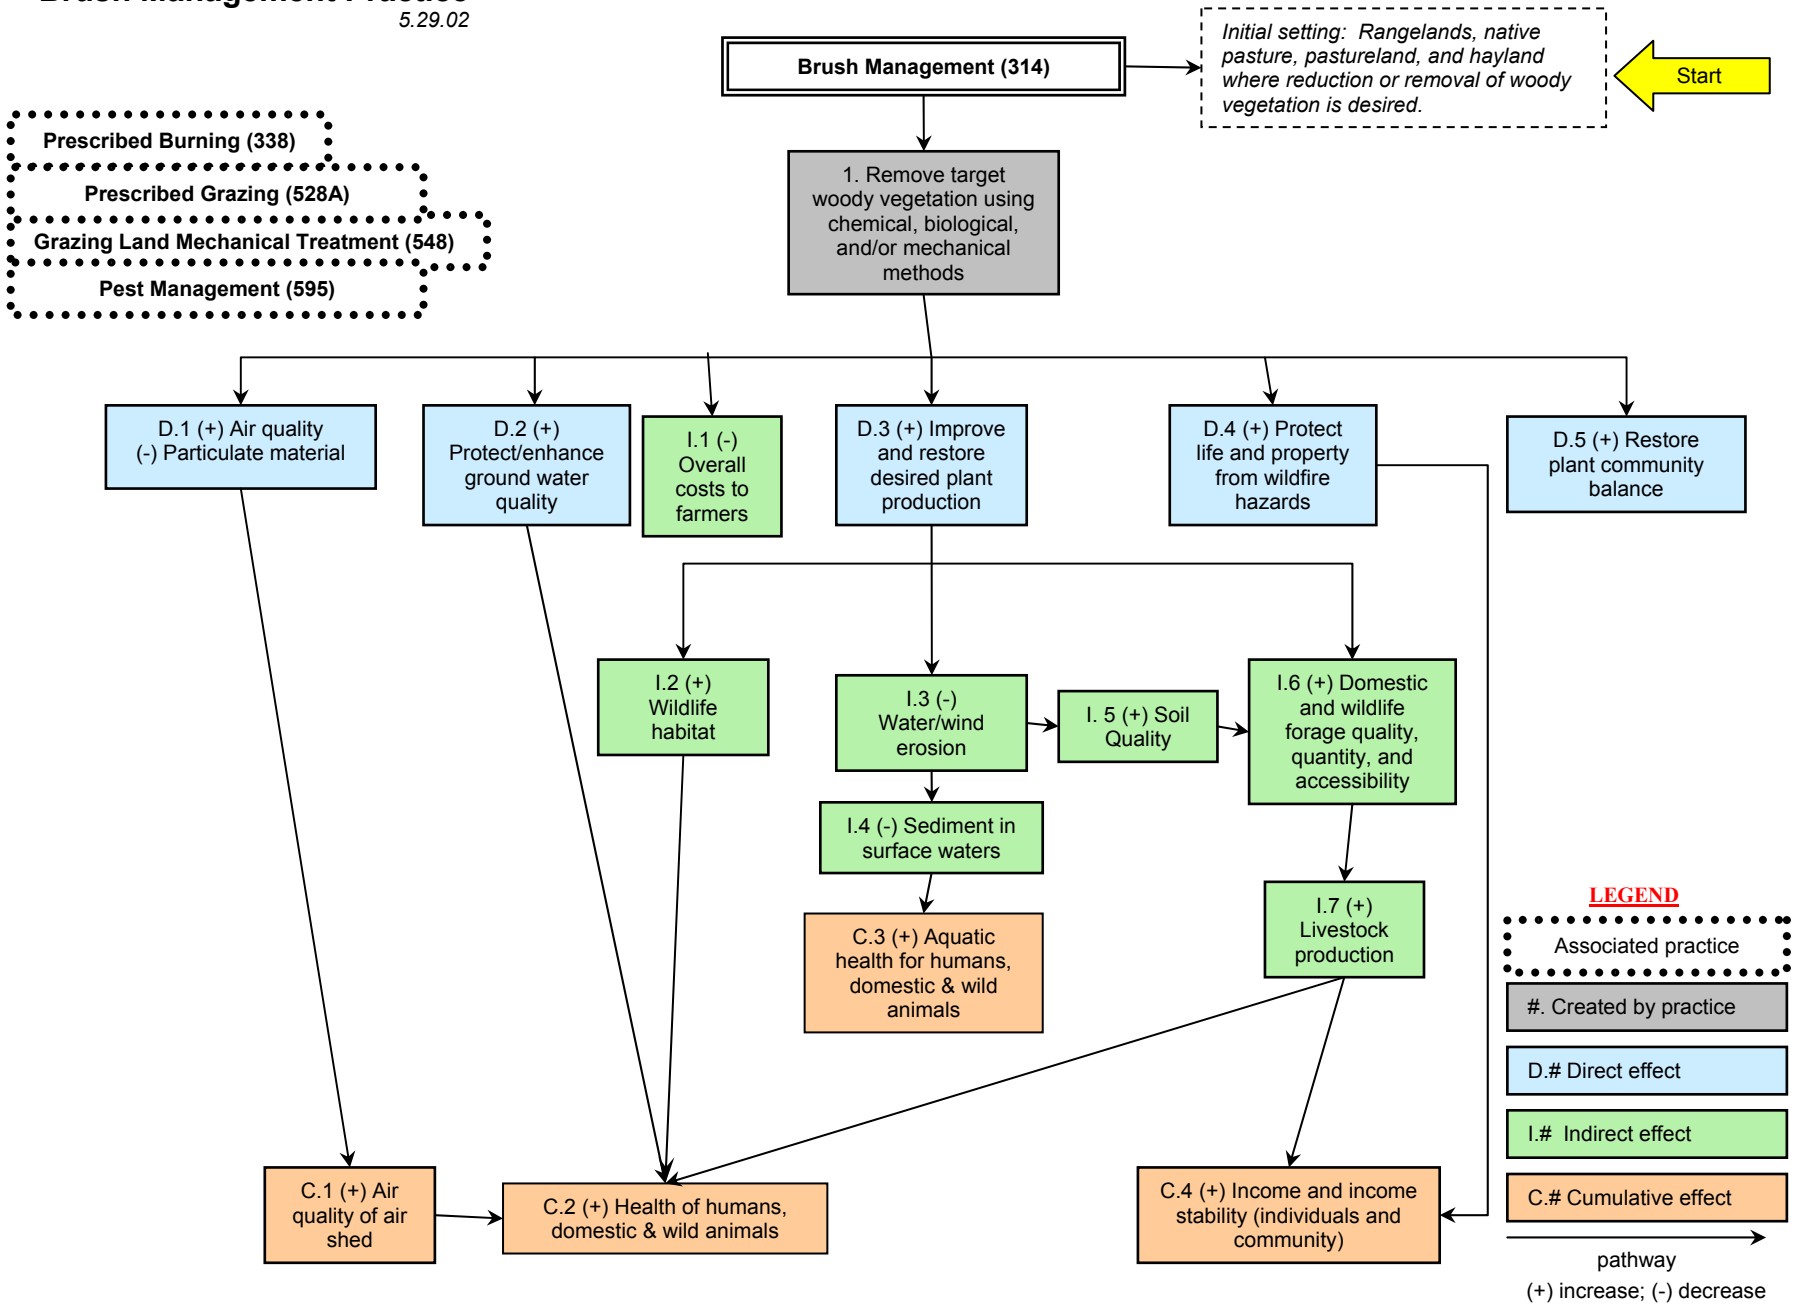 5.29.02
Brush Management (314)
Initial setting: Rangelands, native
pasture, pastureland, and hayland
where reduction or removal of woody
vegetation is desired.
Start
Prescribed Burning (338)
Prescribed Grazing (528A)
Grazing Land Mechanical Treatment (548)
Pest Management (595)
1. Remove target
woody vegetation using
chemical, biological,
and/or mechanical
methods
D.1 (+) Air quality
(-) Particulate material
D.2 (+)
Protect/enhance
ground water
quality
I.1 (-)
Overall
costs to
farmers
D.3 (+) Improve
and restore
desired plant
production
D.4 (+) Protect
life and property
from wildfire
hazards
D.5 (+) Restore
plant community
balance
I.2 (+)
Wildlife
habitat
I.3 (-)
Water/wind
erosion
I. 5 (+) Soil
Quality
I.6 (+) Domestic
and wildlife
forage quality,
quantity, and
accessibility
I.4 (-) Sediment in
surface waters
I.7 (+)
Livestock
production
C.3 (+) Aquatic
health for humans,
domestic & wild
animals
C.1 (+) Air
quality of air
shed
C.2 (+) Health of humans,
domestic & wild animals
C.4 (+) Income and income
stability (individuals and
community)
LEGEND
Associated practice
#. Created by practice
D.# Direct effect
I.# Indirect effect
C.# Cumulative effect
pathway
(+) increase; (-) decrease